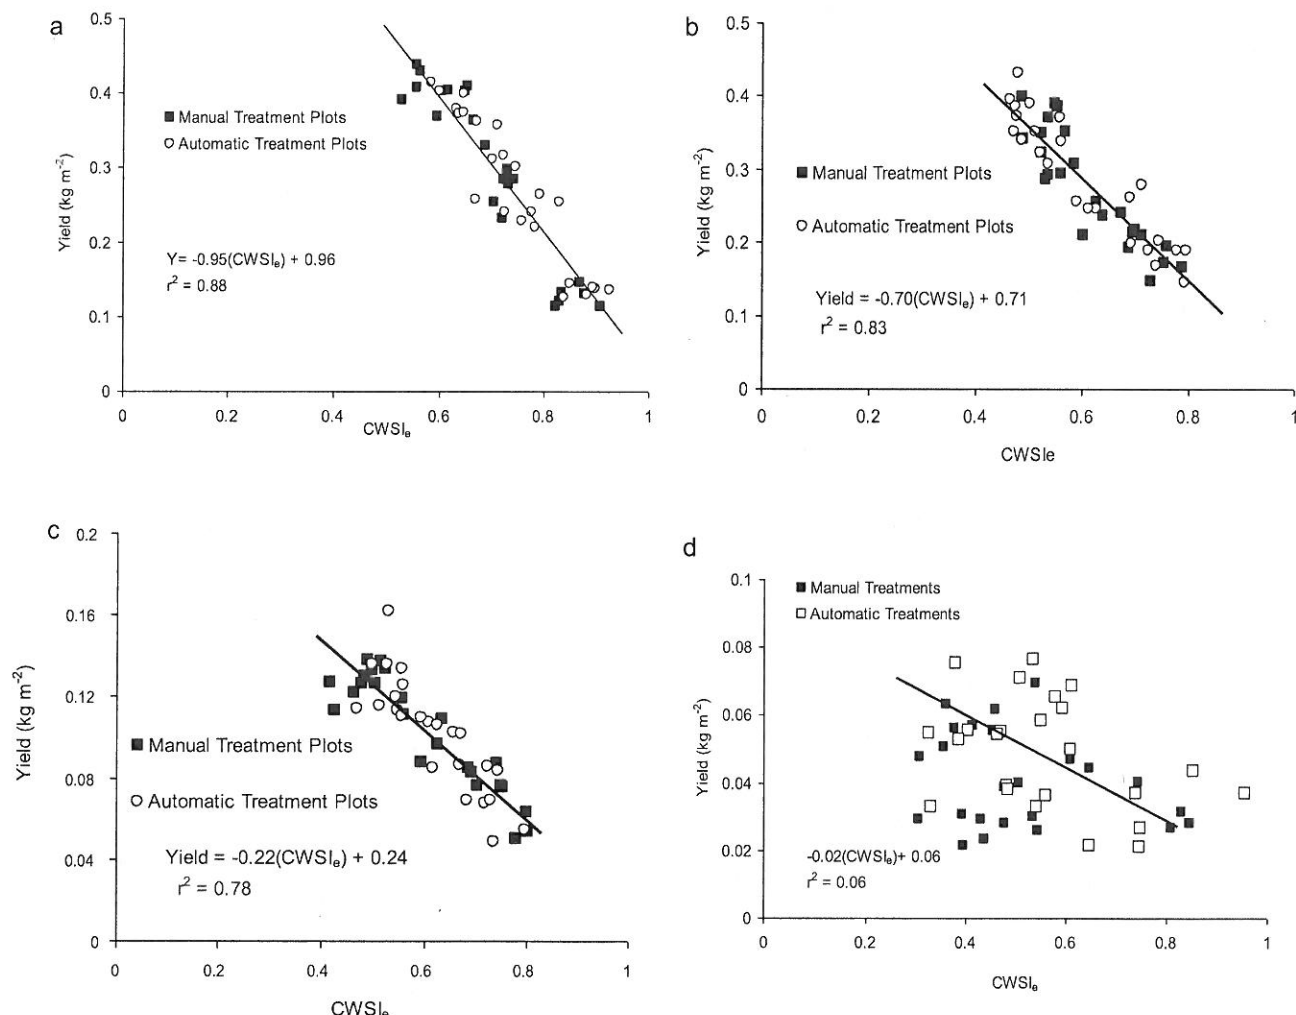 a
0.5
0.4
0.3
0.2
0.1
0
Yield (kg m⁻²)
Manual Treatment Plots
Automatic Treatment Plots
Y= -0.95(CWSIₑ) + 0.96
r² = 0.88
0 0.2 0.4 0.6 0.8 1
CWSIₑ
b
0.5
0.4
0.3
0.2
0.1
0
Yield (kg m⁻²)
Manual Treatment Plots
Automatic Treatment Plots
Yield = -0.70(CWSIₑ) + 0.71
r² = 0.83
0 0.2 0.4 0.6 0.8 1
CWSIe
c
0.2
0.16
0.12
0.08
0.04
0
Yield (kg m⁻²)
Manual Treatment Plots
Automatic Treatment Plots
Yield = -0.22(CWSIₑ) + 0.24
r² = 0.78
0 0.2 0.4 0.6 0.8 1
CWSIₑ
d
0.1
0.08
0.06
0.04
0.02
0
Yield (kg m⁻²)
Manual Treatments
Automatic Treatments
-0.02(CWSIₑ)+ 0.06
r² = 0.06
0 0.2 0.4 0.6 0.8 1
CWSIₑ